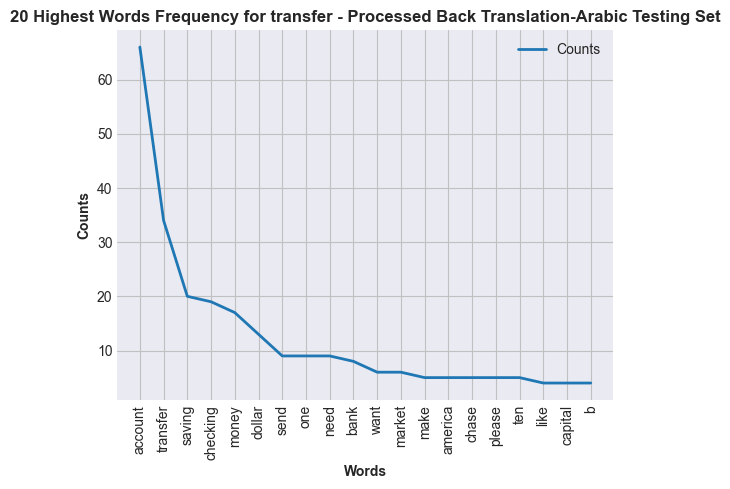 20 Highest Words Frequency for transfer - Processed Back Translation-Arabic Testing Set
Counts
60
50
40
30
20
10
Counts
account
transfer
saving
checking
money
dollar
send
one
need
bank
want
market
make
america
chase
please
ten
like
capital
b
Words